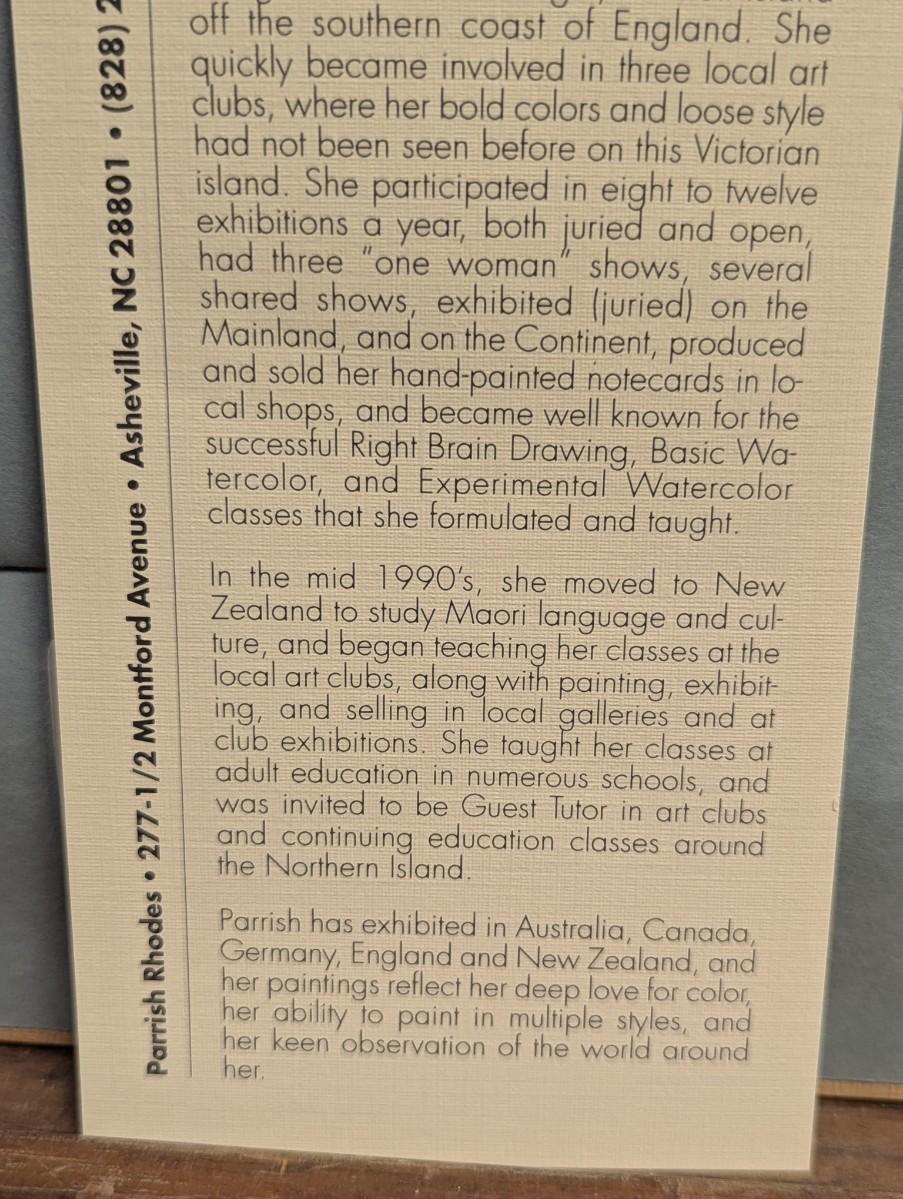 off the southern coast of England. She
quickly became involved in three local art
clubs, where her bold colors and loose style
had not been seen before on this Victorian
island. She participated in eight to twelve
exhibitions a year, both juried and open,
had three "one woman" shows, several
shared shows, exhibited (juried) on the
Mainland, and on the Continent, produced
and sold her hand-painted notecards in lo-
cal shops, and became well known for the
successful Right Brain Drawing, Basic Wa-
tercolor, and Experimental Watercolor
classes that she formulated and taught.
In the mid 1990's, she moved to New
Zealand to study Maori language and cul-
ture, and began teaching her classes at the
local art clubs, along with painting, exhibit-
ing, and selling in local galleries and at
club exhibitions. She taught her classes at
adult education in numerous schools, and
was invited to be Guest Tutor in art clubs
and continuing education classes around
the Northern Island.
Parrish has exhibited in Australia, Canada,
Germany, England and New Zealand, and
her paintings reflect her deep love for color,
her ability to paint in multiple styles, and
her keen observation of the world around
her.
Parrish Rhodes • 277-1/2 Montford Avenue • Asheville, NC 28801 • (828) 2